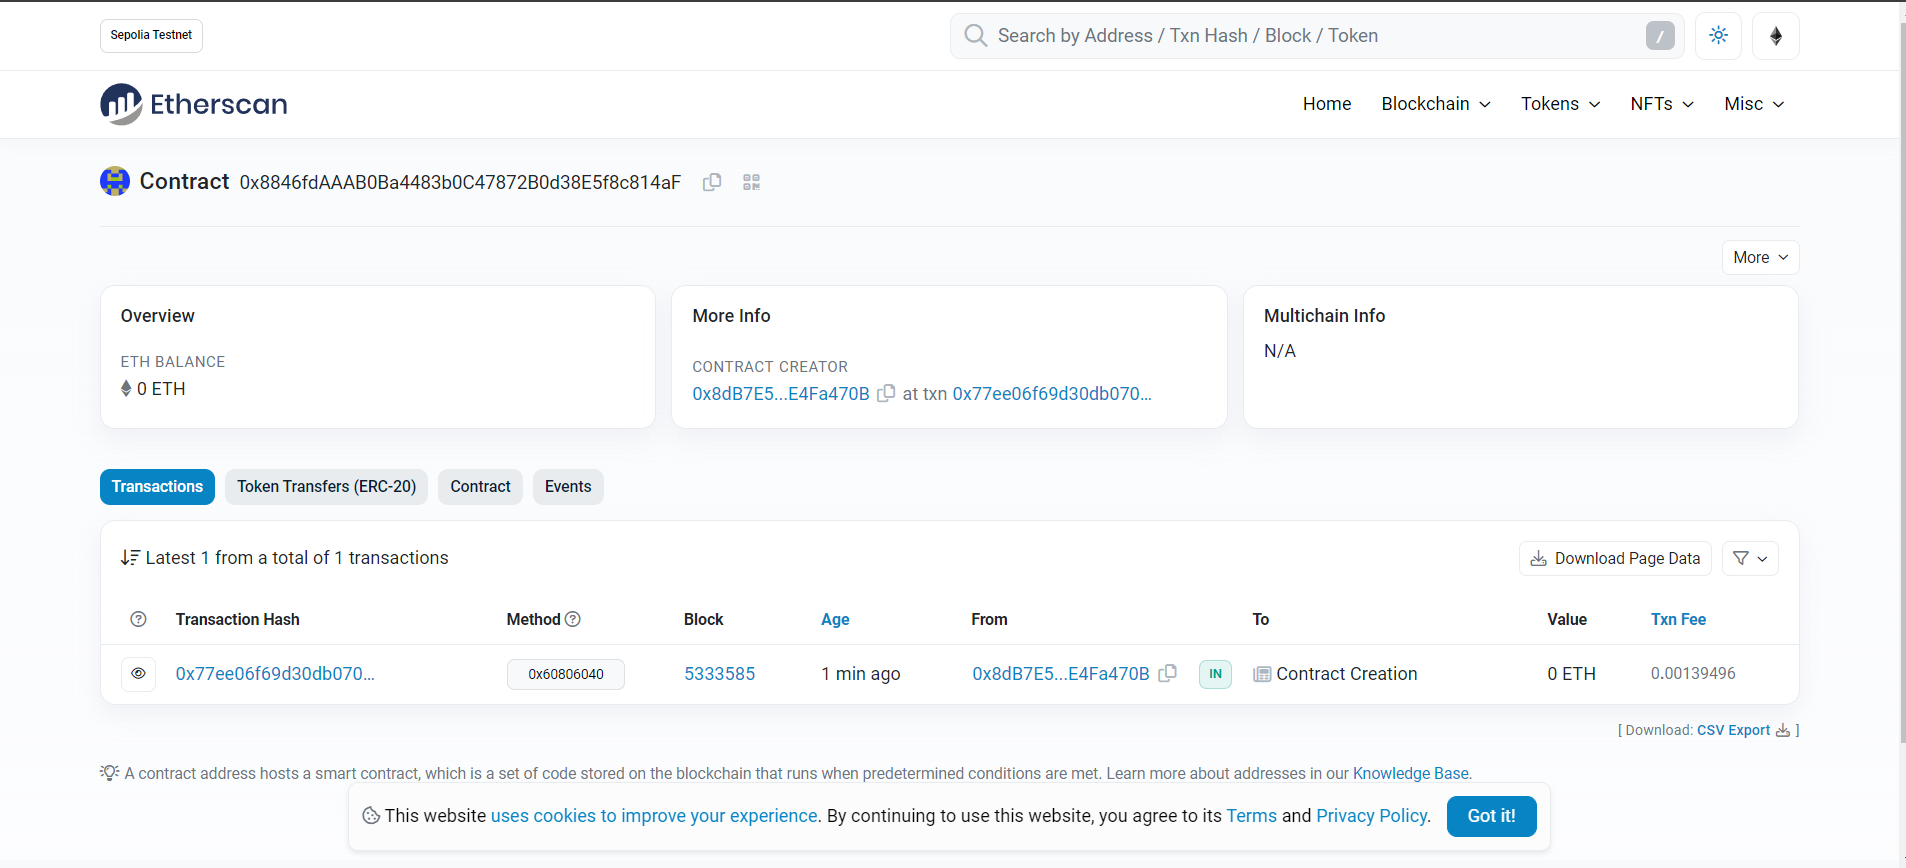 Sepolia Testnet
Search by Address / Txn Hash / Block / Token
/
Etherscan
Home Blockchain Tokens NFTs Misc
Contract 0x8846fdAAAB0Ba4483b0C47872B0d38E5f8c814aF
More
Overview
ETH BALANCE
0 ETH
More Info
CONTRACT CREATOR
0x8dB7E5...E4Fa470B at txn 0x77ee06f69d30db070...
Multichain Info
N/A
Transactions Token Transfers (ERC-20) Contract Events
Latest 1 from a total of 1 transactions
Download Page Data
Transaction Hash Method Block Age From To Value Txn Fee
0x77ee06f69d30db070... 0x60806040 5333585 1 min ago 0x8dB7E5...E4Fa470B IN Contract Creation 0 ETH 0.00139496
[ Download: CSV Export ]
A contract address hosts a smart contract, which is a set of code stored on the blockchain that runs when predetermined conditions are met. Learn more about addresses in our Knowledge Base.
This website uses cookies to improve your experience. By continuing to use this website, you agree to its Terms and Privacy Policy.
Got it!